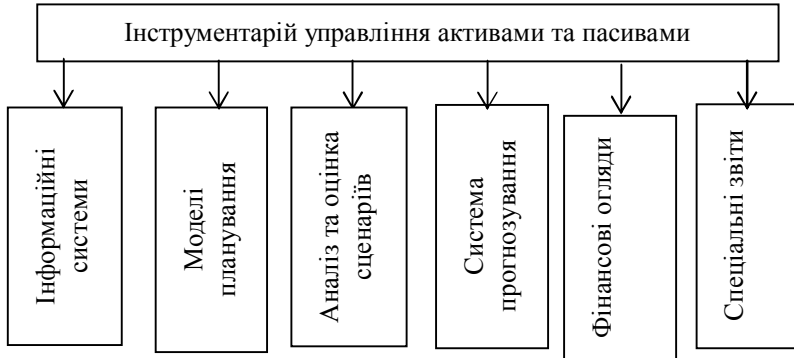 Інструментарій управління активами та пасивами
Інформаційні
системи
Моделі
планування
Аналіз та оцінка
сценаріїв
Система
прогнозування
Фінансові огляди
Спеціальні звіти